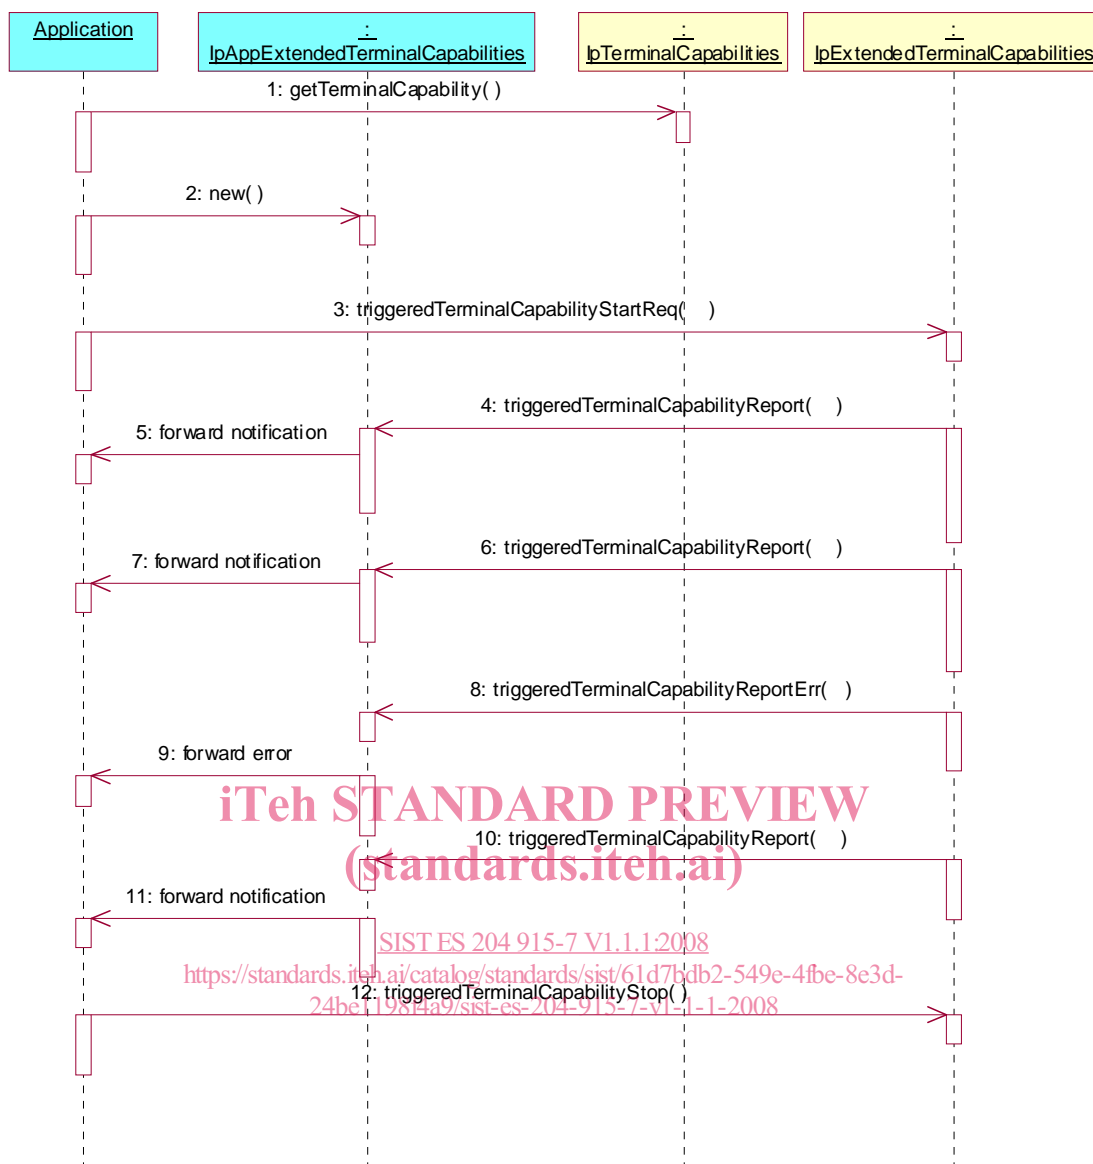 Application
:
IpAppExtendedTerminalCapabilities
:
IpTerminalCapabilities
:
IpExtendedTerminalCapabilities
1: getTerminalCapability( )
2: new( )
3: triggeredTerminalCapabilityStartReq( )
4: triggeredTerminalCapabilityReport( )
5: forward notification
6: triggeredTerminalCapabilityReport( )
7: forward notification
8: triggeredTerminalCapabilityReportErr( )
9: forward error
iTeh STANDARD PREVIEW
10: triggeredTerminalCapabilityReport( )
(standards.iteh.ai)
11: forward notification
SIST ES 204 915-7 V1.1.1:2008
https://standards.iteh.ai/catalog/standards/sist/61d7bdb2-549e-4fbe-8e3d-
12: triggeredTerminalCapabilityStop( )
/sist-es-204-915-7-v1-1-1-2008